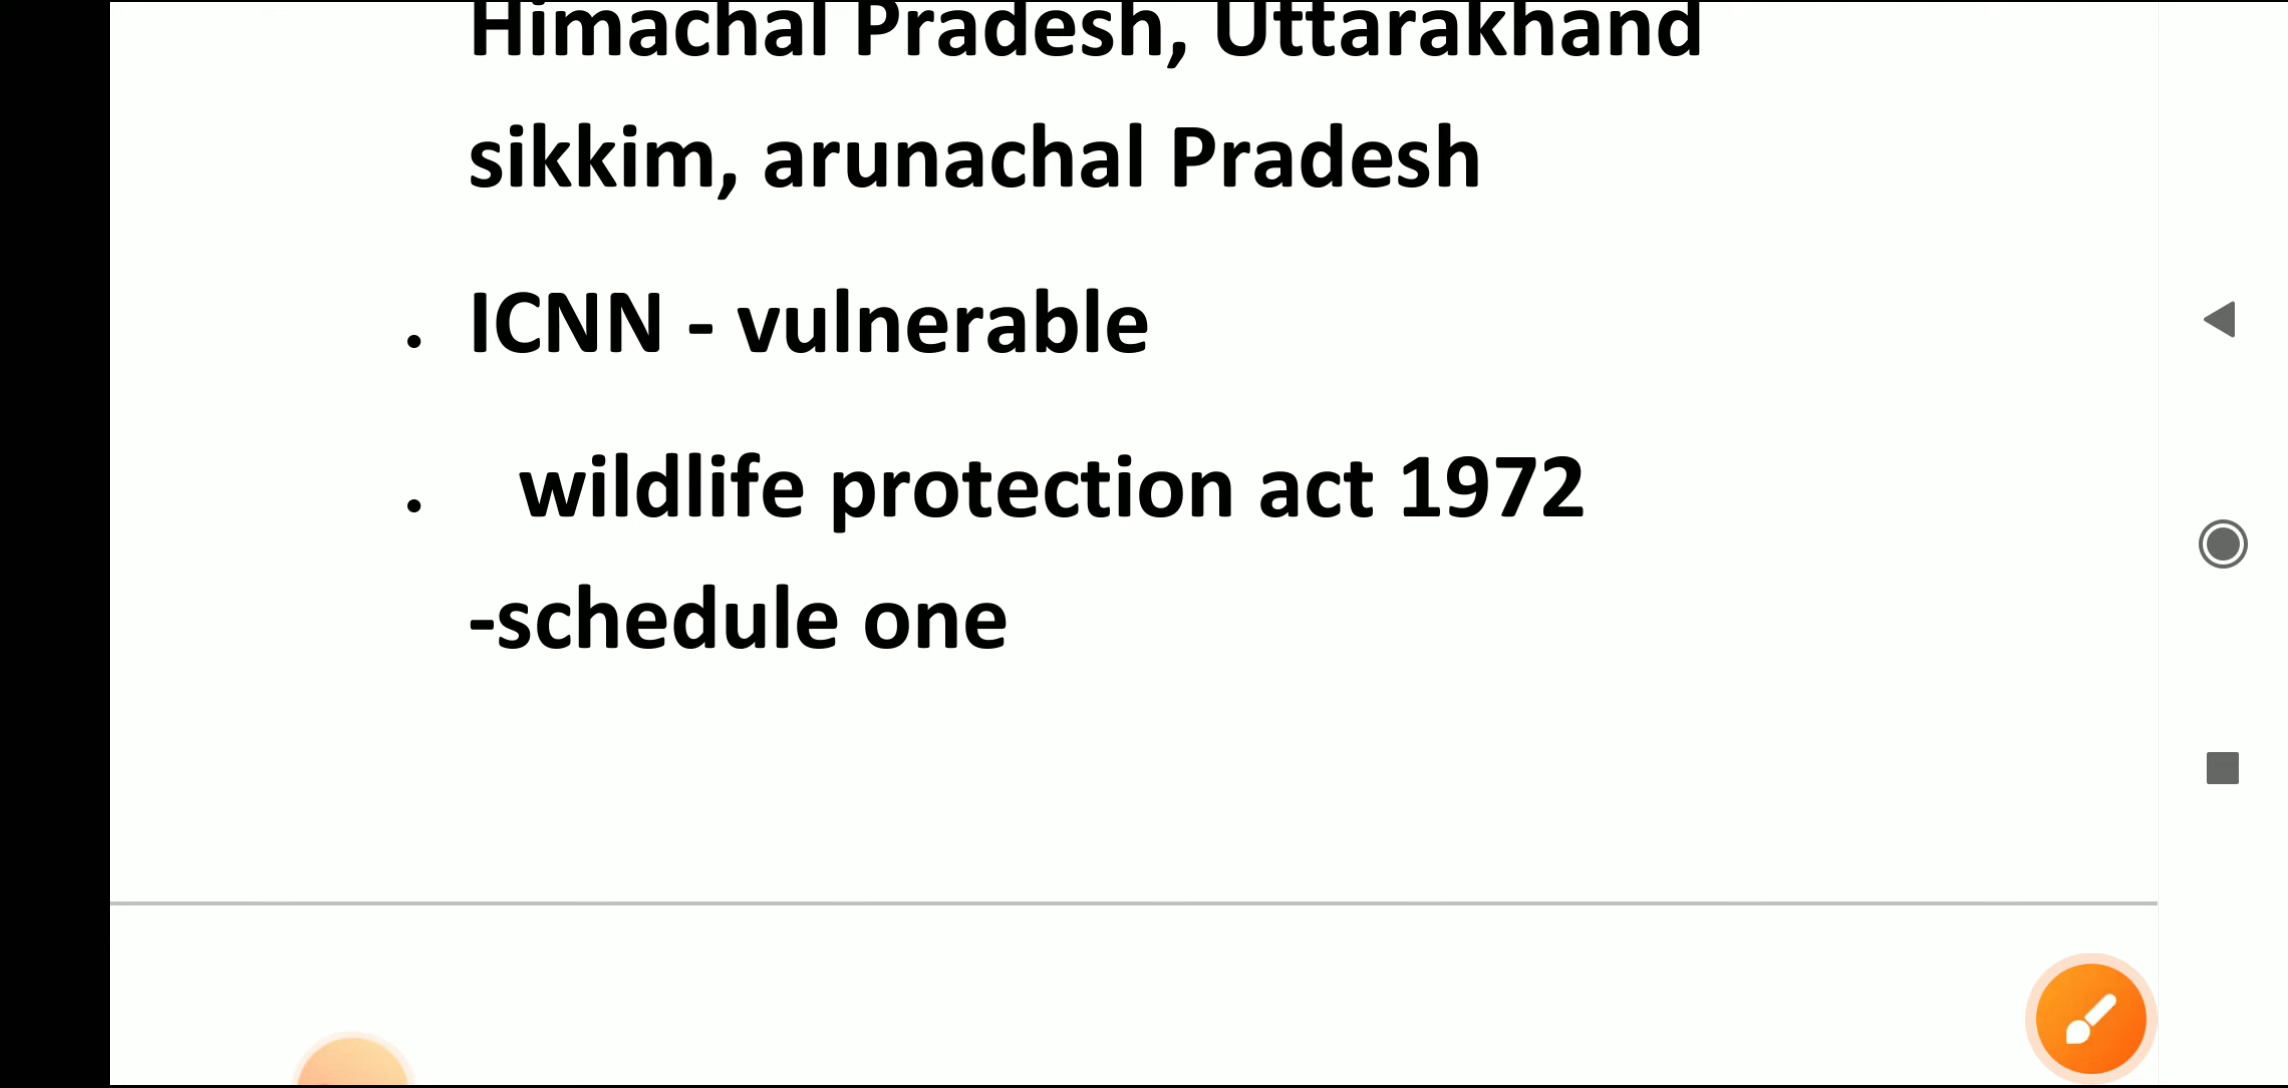 Himachal Pradesh, Uttarakhand
sikkim, arunachal Pradesh
• ICNN - vulnerable
• wildlife protection act 1972
-schedule one